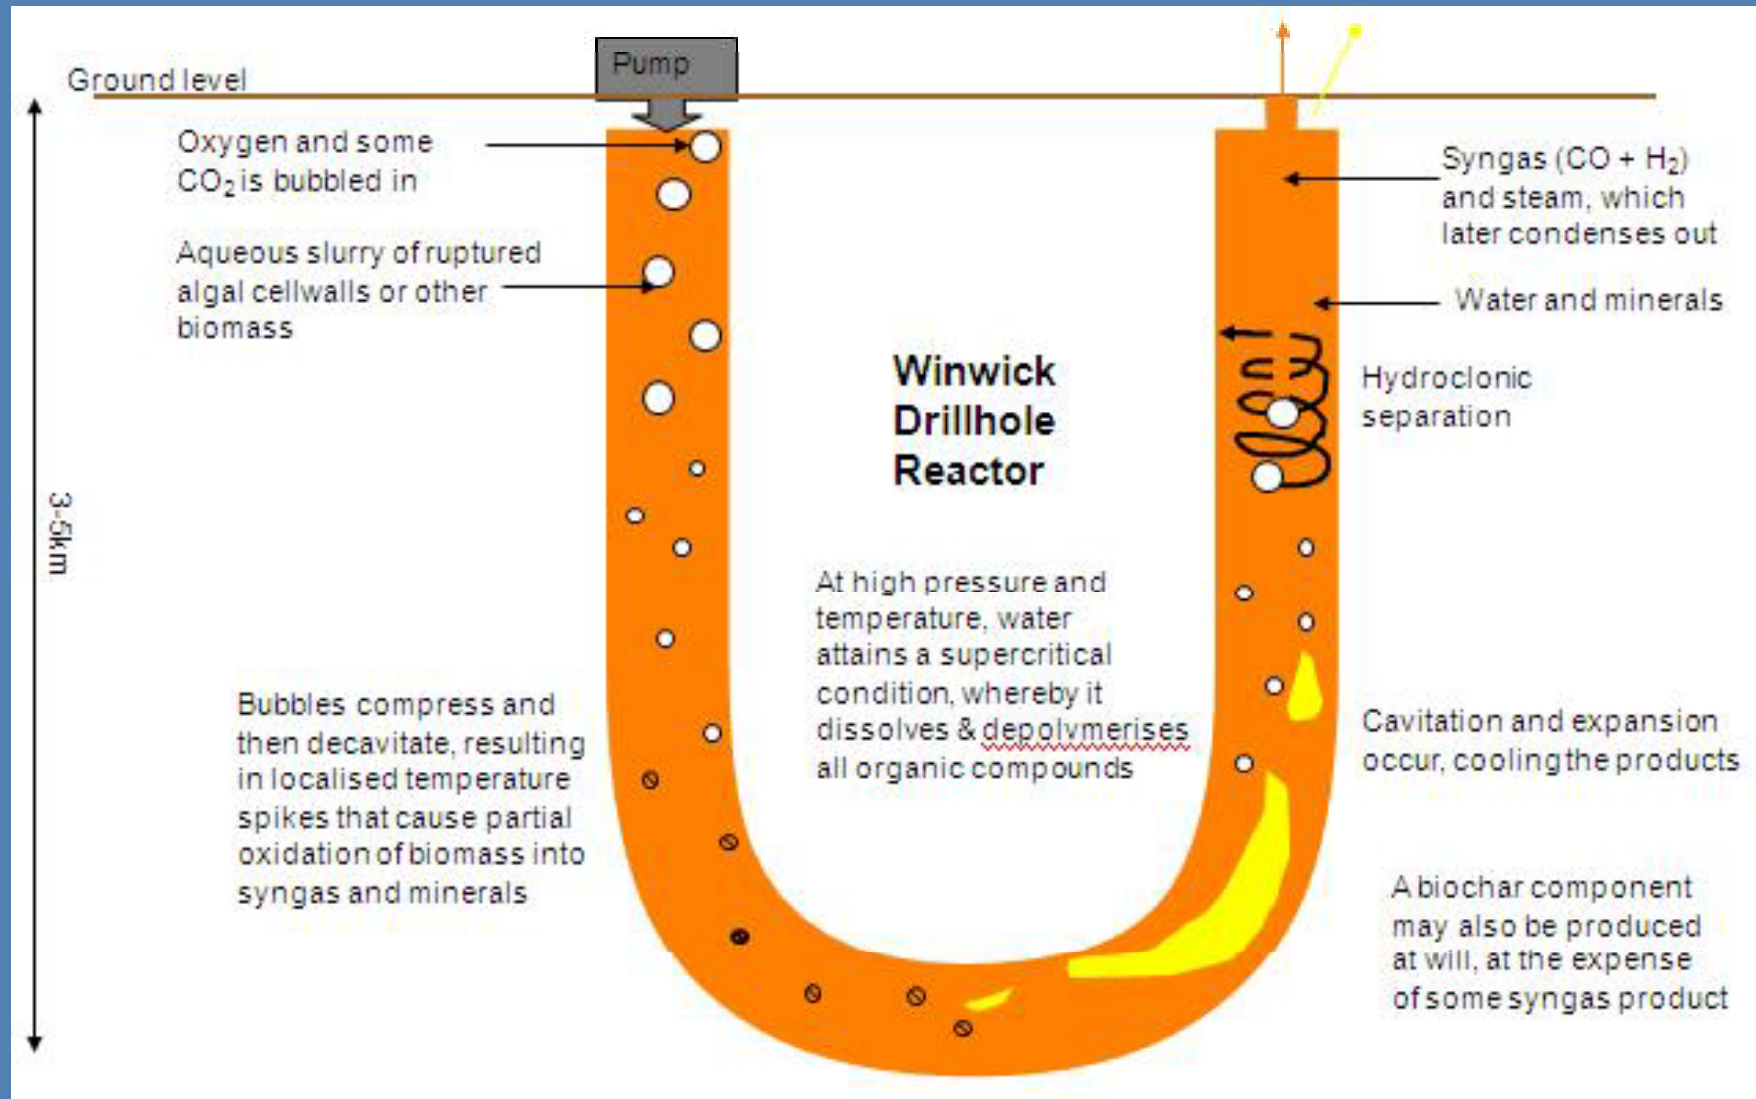 Pump
Ground level
Oxygen and some
CO₂ is bubbled in
Aqueous slurry of ruptured
algal cellwalls or other
biomass
3-5km
Bubbles compress and
then decavitate, resulting
in localised temperature
spikes that cause partial
oxidation of biomass into
syngas and minerals
Winwick
Drillhole
Reactor
At high pressure and
temperature, water
attains a supercritical
condition, whereby it
dissolves & depolymerises
all organic compounds
Syngas (CO + H₂)
and steam, which
later condenses out
Water and minerals
Hydroclonic
separation
Cavitation and expansion
occur, cooling the products
A biochar component
may also be produced
at will, at the expense
of some syngas product